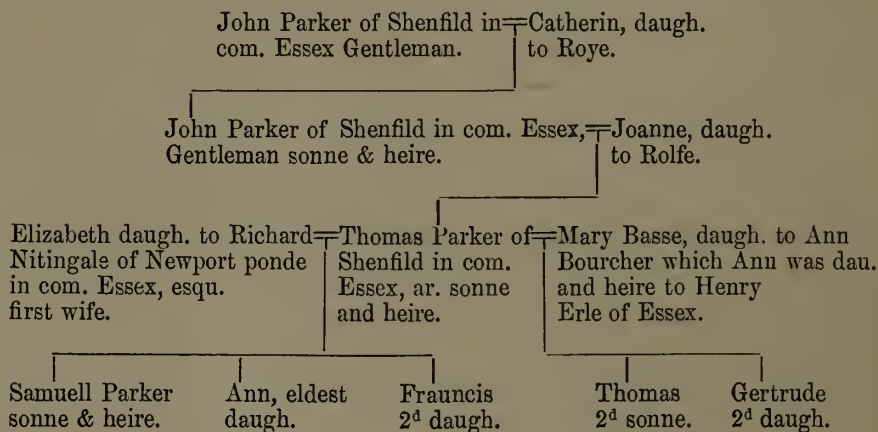 John Parker of Shenfild in
com. Essex Gentleman.
Catherin, daugh.
to Roye.
John Parker of Shenfild in com. Essex,
Gentleman sonne & heire.
Joanne, daugh.
to Rolfe.
Elizabeth daugh. to Richard
Nitingale of Newport ponde
in com. Essex, esqu.
first wife.
Thomas Parker of
Shenfild in com.
Essex, ar. sonne
and heire.
Mary Basse, daugh. to Ann
Bourcher which Ann was dau.
and heire to Henry
Erle of Essex.
Samuell Parker
sonne & heire.
Ann, eldest
daugh.
Frauncis
2d daugh.
Thomas
2d sonne.
Gertrude
2d daugh.